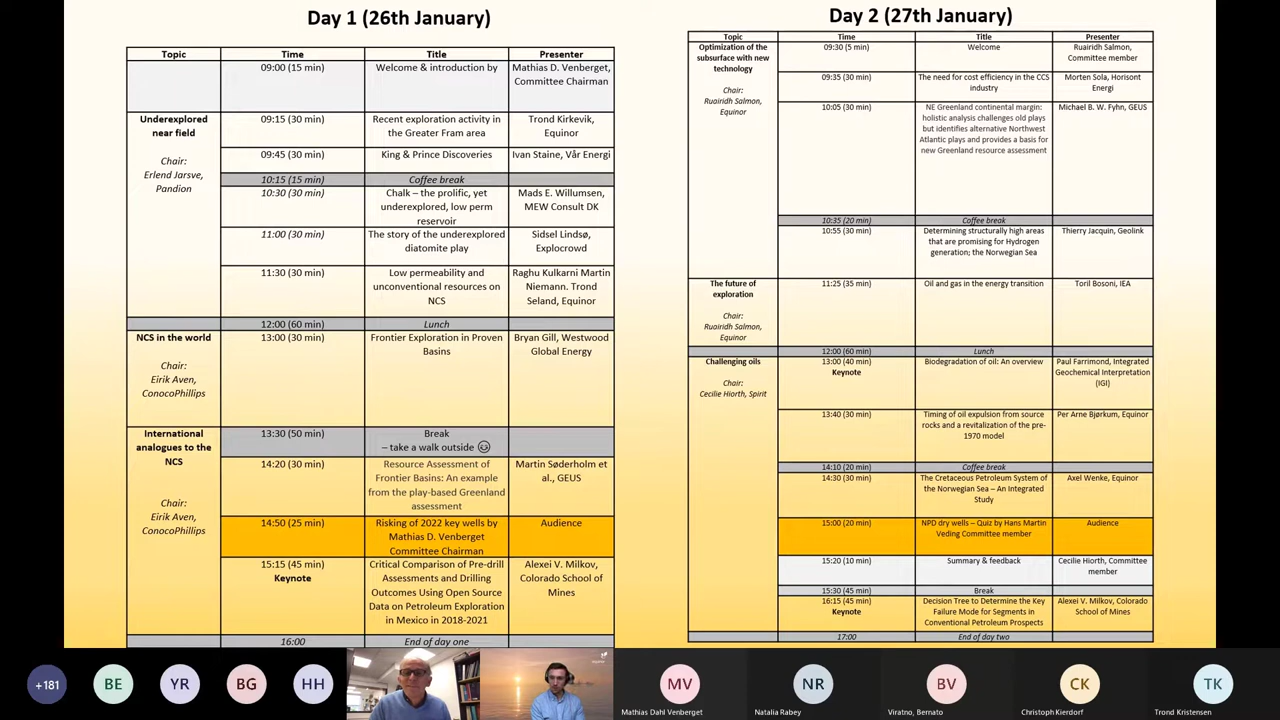 Day 1 (26th January)
Topic Time Title Presenter
09:00 (15 min) Welcome & introduction by Mathias D. Venberget,
Committee Chairman
Underexplored
near field
Chair:
Erlend Jarsve,
Pandion
09:15 (30 min) Recent exploration activity in Trond Kirkevik,
the Greater Fram area Equinor
09:45 (30 min) King & Prince Discoveries Ivan Staine, Vår Energi
10:15 (15 min) Coffee break
10:30 (30 min) Chalk – the prolific, yet Mads E. Willumsen,
underexplored, low perm MEW Consult DK
reservoir
11:00 (30 min) The story of the underexplored Sidsel Lindsø,
diatomite play Explocrowd
11:30 (30 min) Low permeability and Raghu Kulkarni Martin
unconventional resources on Niemann. Trond
NCS Seland, Equinor
12:00 (60 min) Lunch
NCS in the world
Chair:
Eirik Aven,
ConocoPhillips
13:00 (30 min) Frontier Exploration in Proven Bryan Gill, Westwood
Basins Global Energy
International
analogues to the
NCS
Chair:
Eirik Aven,
ConocoPhillips
13:30 (50 min) Break
– take a walk outside ☺
14:20 (30 min) Resource Assessment of Martin Søderholm et
Frontier Basins: An example al., GEUS
from the play-based Greenland
assessment
14:50 (25 min) Risking of 2022 key wells by Audience
Mathias D. Venberget
Committee Chairman
15:15 (45 min) Critical Comparison of Pre-drill Alexei V. Milkov,
Keynote Assessments and Drilling Colorado School of
Outcomes Using Open Source Mines
Data on Petroleum Exploration
in Mexico in 2018-2021
16:00 End of day one
Day 2 (27th January)
Topic Time Title Presenter
Optimization of the
subsurface with new
technology
Chair:
Ruairidh Salmon,
Equinor
09:30 (5 min) Welcome Ruairidh Salmon,
Committee member
09:35 (30 min) The need for cost efficiency in the CCS Morten Sola, Horisont
industry Energi
10:05 (30 min) NE Greenland continental margin: Michael B. W. Fyhn, GEUS
holistic analysis challenges old plays
but identifies alternative Northwest
Atlantic plays and provides a basis for
new Greenland resource assessment
10:35 (20 min) Coffee break
10:55 (30 min) Determining structurally high areas Thierry Jacquin, Geolink
that are promising for Hydrogen
generation; the Norwegian Sea
The future of
exploration
Chair:
Ruairidh Salmon,
Equinor
11:25 (35 min) Oil and gas in the energy transition Toril Bosoni, IEA
12:00 (60 min) Lunch
Challenging oils
Chair:
Cecilie Hiorth, Spirit
13:00 (40 min) Biodegradation of oil: An overview Paul Farrimond, Integrated
Keynote Geochemical Interpretation
(IGI)
13:40 (30 min) Timing of oil expulsion from source Per Arne Bjørkum, Equinor
rocks and a revitalization of the pre-
1970 model
14:10 (20 min) Coffee break
14:30 (30 min) The Cretaceous Petroleum System of Axel Wenke, Equinor
the Norwegian Sea – An Integrated
Study
15:00 (20 min) NPD dry wells – Quiz by Hans Martin Audience
Veding Committee member
15:20 (10 min) Summary & feedback Cecilie Hiorth, Committee
member
15:30 (45 min) Break
16:15 (45 min) Decision Tree to Determine the Key Alexei V. Milkov, Colorado
Keynote Failure Mode for Segments in School of Mines
Conventional Petroleum Prospects
17:00 End of day two
+181 BE YR BG HH MV NR BV CK TK
Mathias Dahl Venberget Natalia Rabey Viratno, Bernato Christoph Kierdorf Trond Kristensen